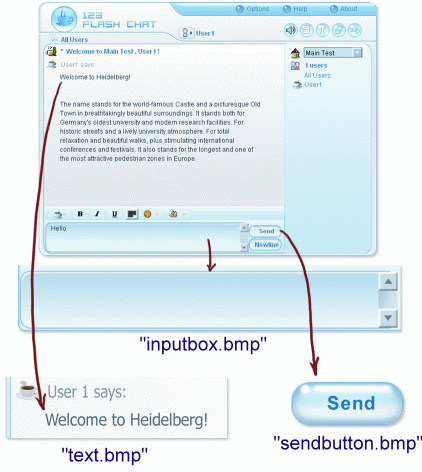 123
FLASH CHAT
Options
Help
About
User1
All Users
* Welcome to Main Test , User1 !
User1 says:
Welcome to Heidelberg!
The name stands for the world-famous Castle and a picturesque Old
Town in breathtakingly beautiful surroundings. It stands both for
Germany's oldest university and modern research facilities. For
historic streets and a lively university atmosphere. For total
relaxation and beautiful walks, plus stimulating international
conferences and festivals. It also stands for the longest and one of
the most attractive pedestrian zones in Europe.
Main Test
1 users
All Users
User1
B I U
Hello
Send
Newline
"inputbox.bmp"
User 1 says:
Welcome to Heidelberg!
"text.bmp"
Send
"sendbutton.bmp"